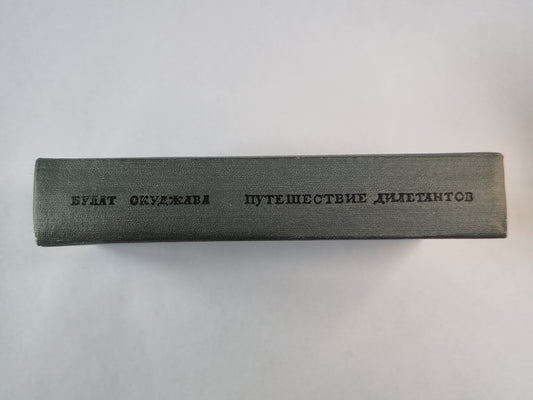 БУЛАТ ОКУДЖАВА ПУТЕШЕСТВИЕ ДИЛЕТАНТОВ